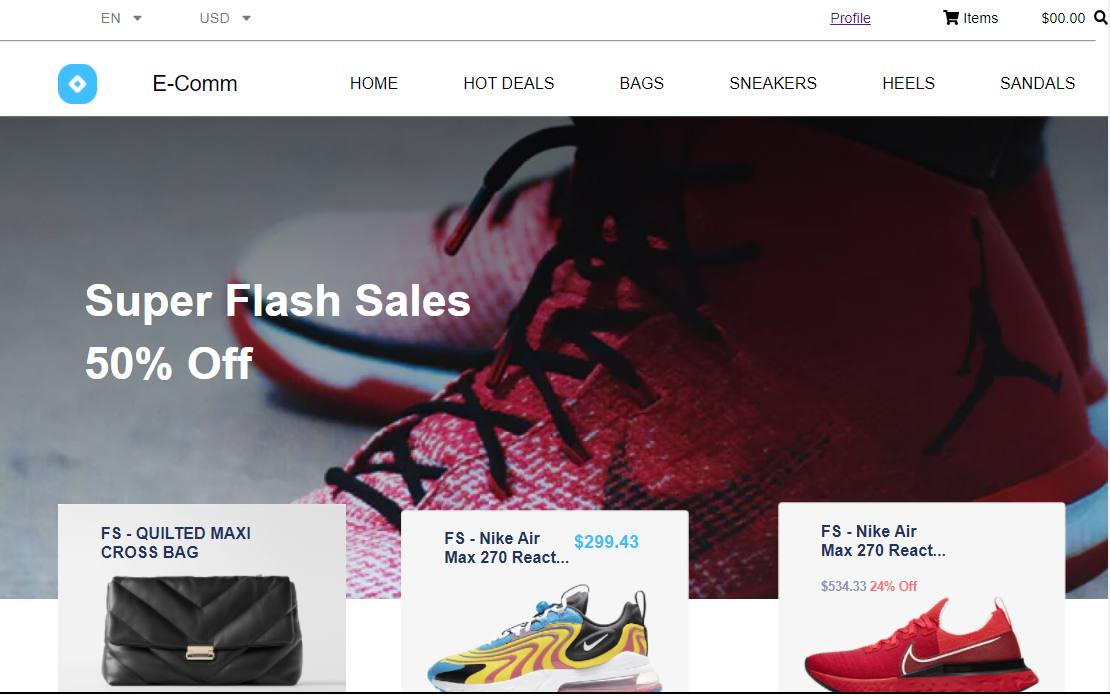 EN USD Profile Items $00.00
E-Comm HOME HOT DEALS BAGS SNEAKERS HEELS SANDALS
Super Flash Sales
50% Off
FS - QUILTED MAXI
CROSS BAG
FS - Nike Air
Max 270 React...
$299.43
FS - Nike Air
Max 270 React...
$534.33 24% Off